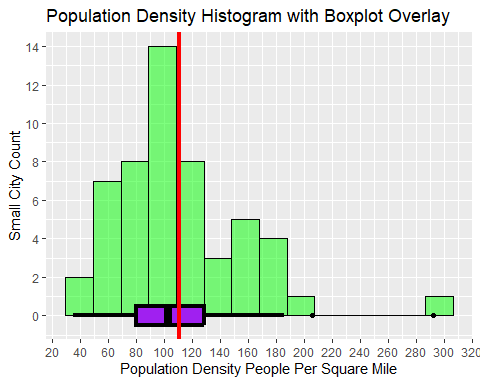 Population Density Histogram with Boxplot Overlay
14
12
10
8
6
4
2
0
Small City Count
20 40 60 80 100 120 140 160 180 200 220 240 260 280 300 320
Population Density People Per Square Mile